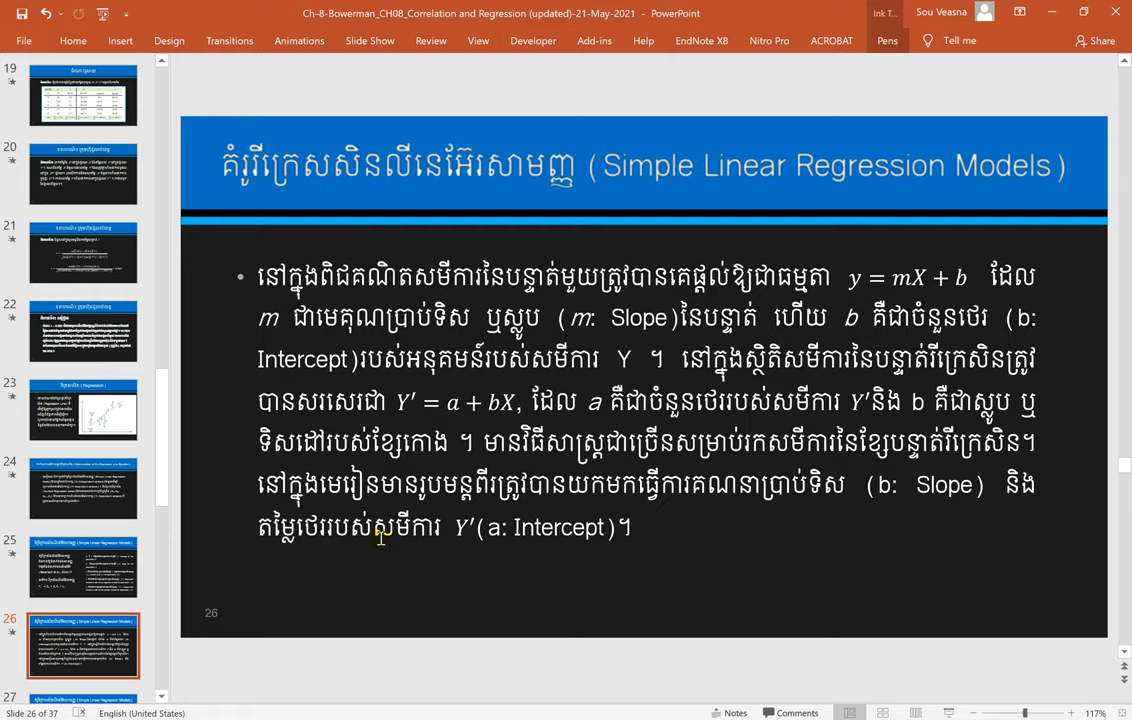 Ch-8-Bowerman_CH08_Correlation and Regression (updated)-21-May-2021 - PowerPoint
Ink T...
Sou Veasna
File Home Insert Design Transitions Animations Slide Show Review View Developer Add-ins Help EndNote X8 Nitro Pro ACROBAT Pens Tell me Share
19
20
21
22
23
24
25
26
27
គំរូរីក្រេសសិនលីនេអ៊ែរសាមញ្ញ (Simple Linear Regression Models)
• នៅក្នុងពិជគណិតសមីការនៃបន្ទាត់មួយត្រូវបានគេផ្តល់ឱ្យជាធម្មតា y = mX + b ដែល
m ជាមេគុណប្រាប់ទិស ឬស្លូប (m: Slope)នៃបន្ទាត់ ហើយ b គឺជាចំនួនថេរ (b:
Intercept)របស់អនុគមន៍របស់សមីការ Y ។ នៅក្នុងស្ថិតិសមីការនៃបន្ទាត់រីក្រេសិនត្រូវ
បានសរសេរជា Y′ = a + bX, ដែល a គឺជាចំនួនថេររបស់សមីការ Y′និង b គឺជាស្លូប ឬ
ទិសដៅរបស់ខ្សែកោង ។ មានវិធីសាស្ត្រជាច្រើនសម្រាប់រកសមីការនៃខ្សែបន្ទាត់រីក្រេសិន។
នៅក្នុងមេរៀនមានរូបមន្តពីរត្រូវបានយកមកធ្វើការគណនាប្រាប់ទិស (b: Slope) និង
តម្លៃថេររបស់សមីការ Y′(a: Intercept)។
26
Slide 26 of 37 English (United States) Notes Comments 117%